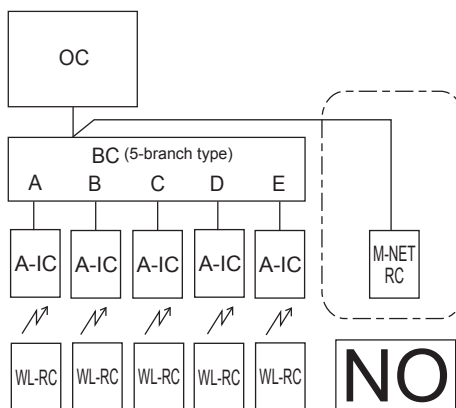 OC
BC (5-branch type)
A B C D E
A-IC A-IC A-IC A-IC A-IC
M-NET
RC
WL-RC WL-RC WL-RC WL-RC WL-RC
NO